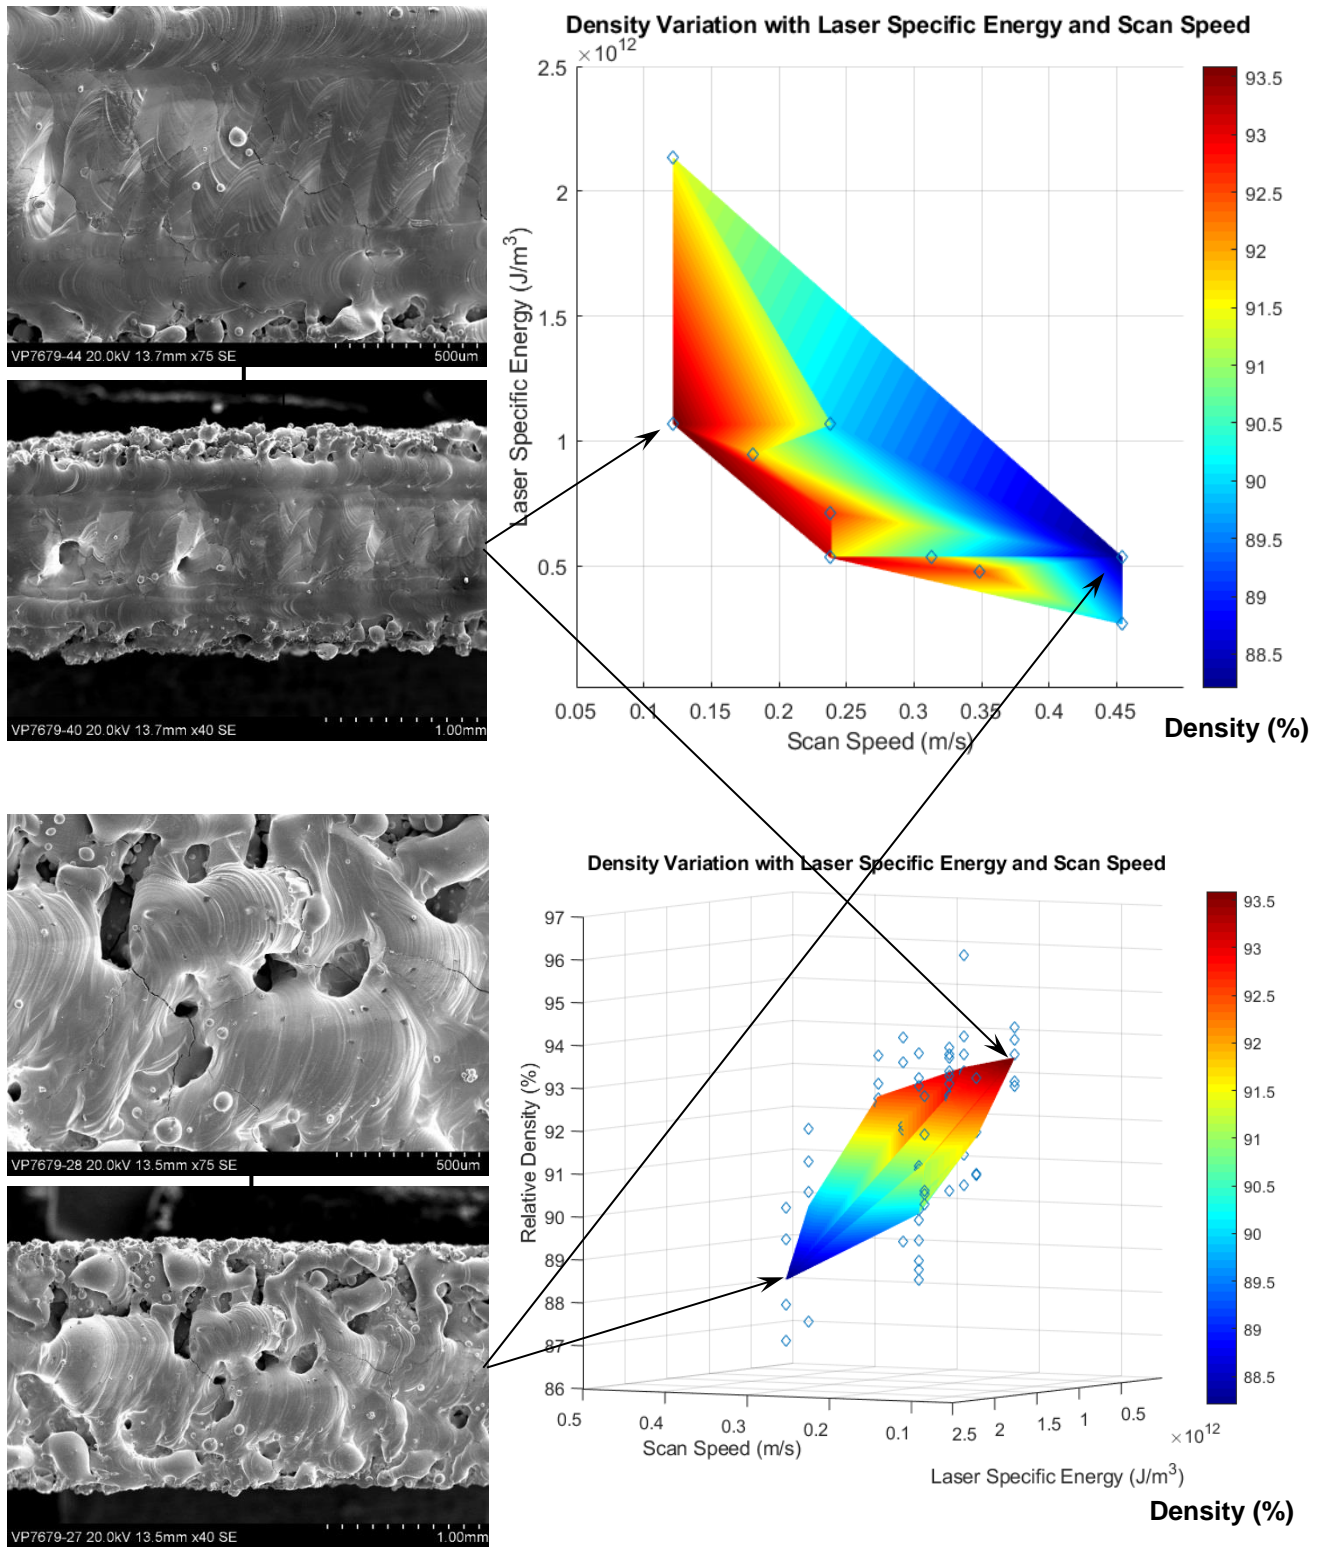 VP7679-44 20.0kV 13.7mm x75 SE 500um
VP7679-40 20.0kV 13.7mm x40 SE 1.00mm
Density Variation with Laser Specific Energy and Scan Speed
×10^12
2.5
2
1.5
1
0.5
Laser Specific Energy (J/m^3)
0.05 0.1 0.15 0.2 0.25 0.3 0.35 0.4 0.45
Scan Speed (m/s)
93.5
93
92.5
92
91.5
91
90.5
90
89.5
89
88.5
Density (%)
VP7679-28 20.0kV 13.5mm x75 SE 500um
VP7679-27 20.0kV 13.5mm x40 SE 1.00mm
Density Variation with Laser Specific Energy and Scan Speed
97
96
95
94
93
92
91
90
89
88
87
86
Relative Density (%)
0.5 0.4 0.3 0.2 0.1
Scan Speed (m/s)
2.5 2 1.5 1 0.5
×10^12
Laser Specific Energy (J/m^3)
93.5
93
92.5
92
91.5
91
90.5
90
89.5
89
88.5
Density (%)